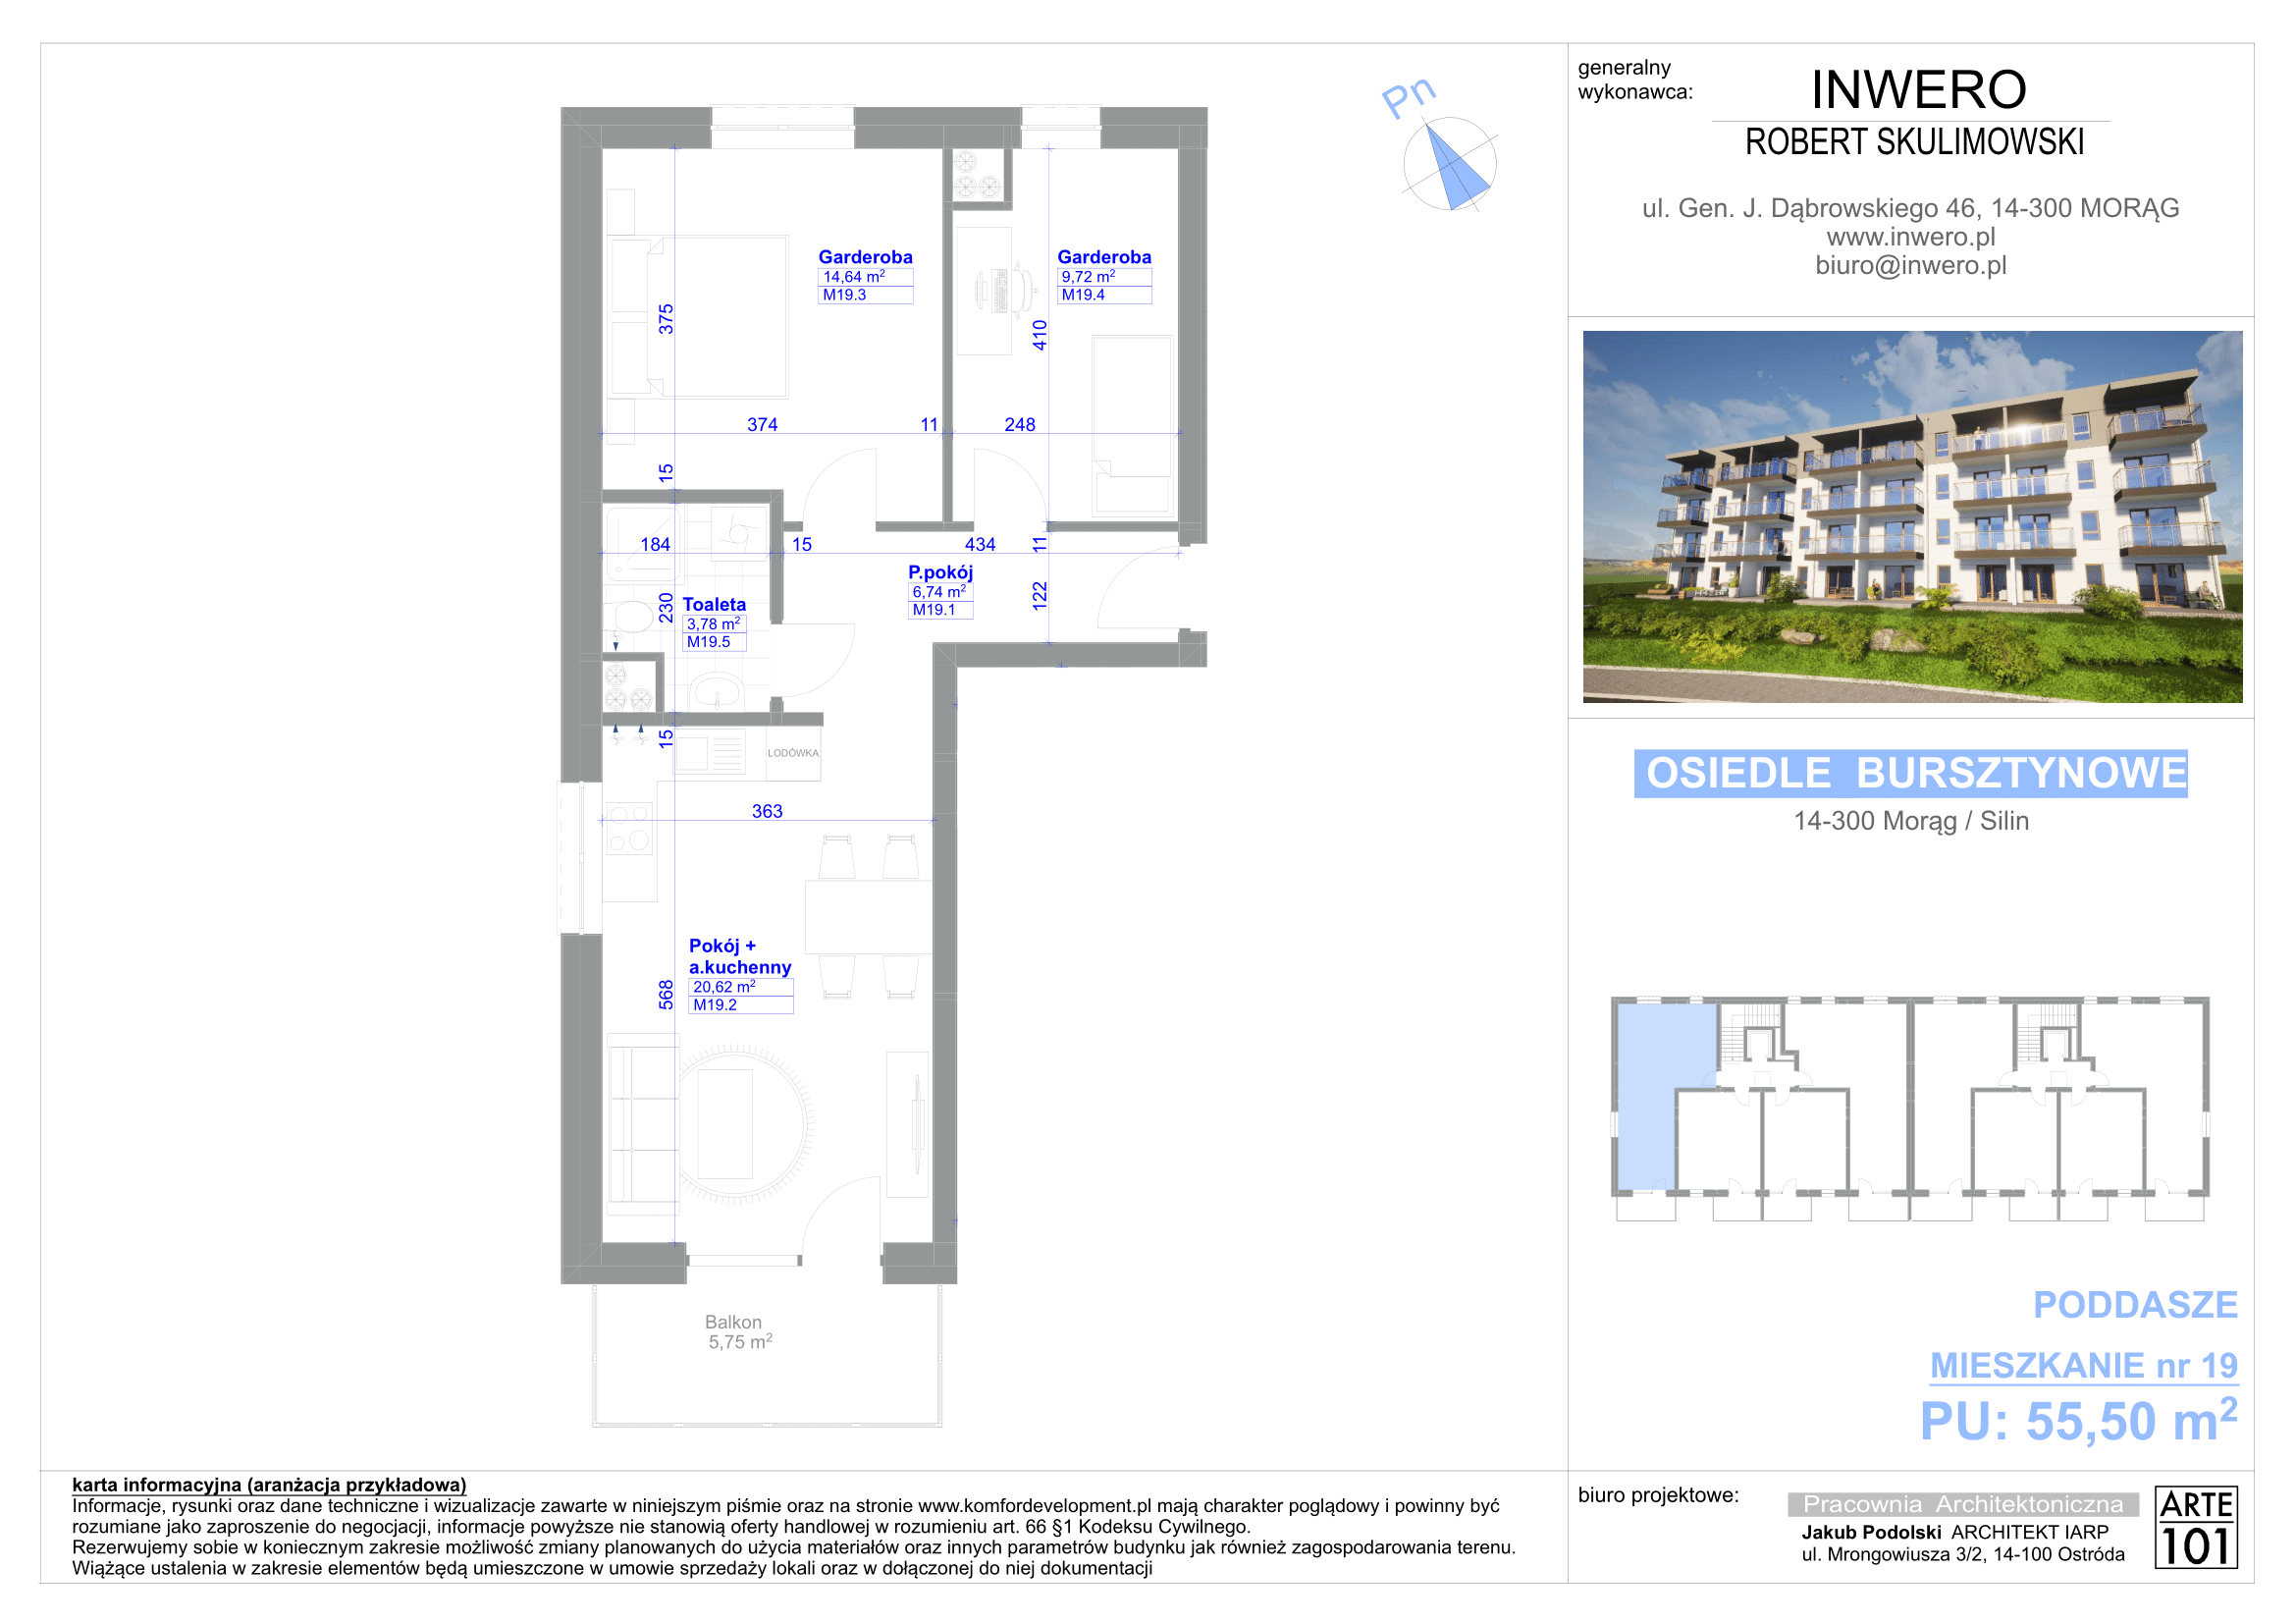 Pn
Garderoba
14,64 m²
M19.3
Garderoba
9,72 m²
M19.4
375
410
374
11
248
15
184
15
434
11
P.pokój
6,74 m²
M19.1
122
230
Toaleta
3,78 m²
M19.5
15
LODÓWKA
363
Pokój +
a.kuchenny
20,62 m²
M19.2
568
Balkon
5,75 m²
generalny
wykonawca:
INWERO
ROBERT SKULIMOWSKI
ul. Gen. J. Dąbrowskiego 46, 14-300 MORĄG
www.inwero.pl
biuro@inwero.pl
OSIEDLE BURSZTYNOWE
14-300 Morąg / Silin
PODDASZE
MIESZKANIE nr 19
PU: 55,50 m²
karta informacyjna (aranżacja przykładowa)
Informacje, rysunki oraz dane techniczne i wizualizacje zawarte w niniejszym piśmie oraz na stronie www.komfordevelopment.pl mają charakter poglądowy i powinny być
rozumiane jako zaproszenie do negocjacji, informacje powyższe nie stanowią oferty handlowej w rozumieniu art. 66 §1 Kodeksu Cywilnego.
Rezerwujemy sobie w koniecznym zakresie możliwość zmiany planowanych do użycia materiałów oraz innych parametrów budynku jak również zagospodarowania terenu.
Wiążące ustalenia w zakresie elementów będą umieszczone w umowie sprzedaży lokali oraz w dołączonej do niej dokumentacji
biuro projektowe:
Pracownia Architektoniczna
Jakub Podolski ARCHITEKT IARP
ul. Mrongowiusza 3/2, 14-100 Ostróda
ARTE
101